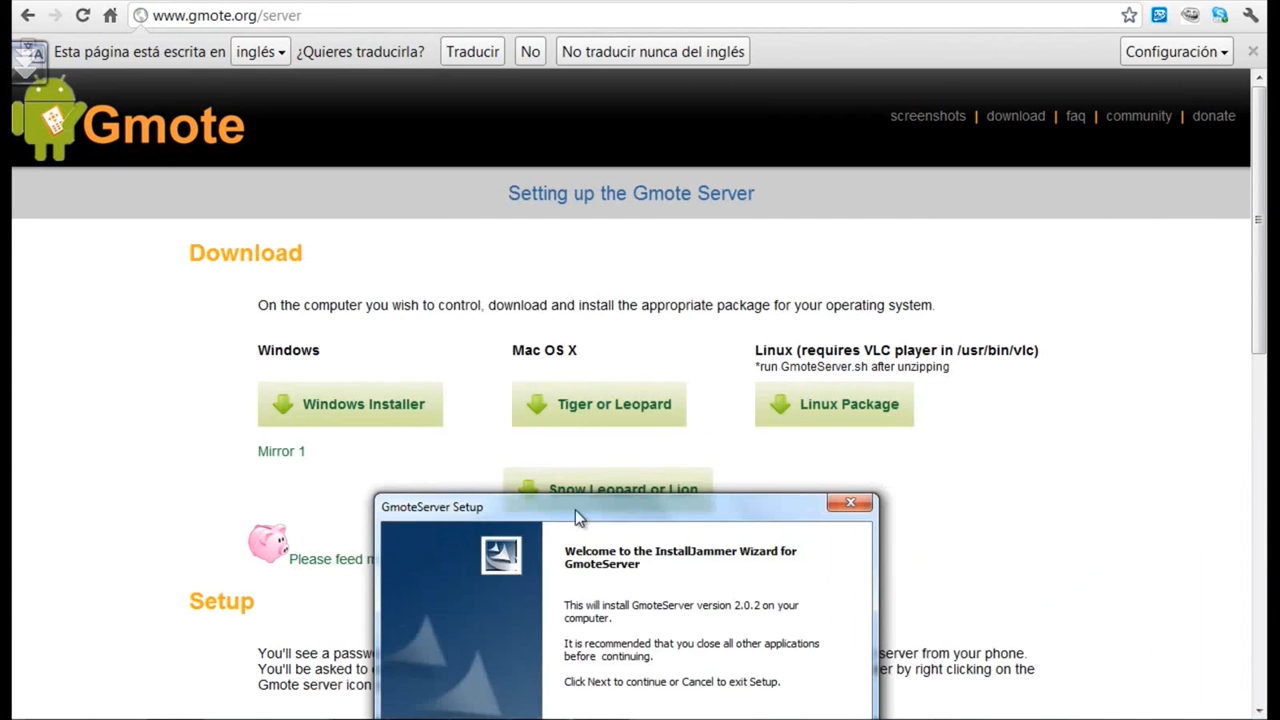 www.gmote.org/server
Esta página está escrita en inglés ¿Quieres traducirla? Traducir No No traducir nunca del inglés Configuración
Gmote
screenshots | download | faq | community | donate
Setting up the Gmote Server
Download
On the computer you wish to control, download and install the appropriate package for your operating system.
Windows Mac OS X Linux (requires VLC player in /usr/bin/vlc)
*run GmoteServer.sh after unzipping
Windows Installer Tiger or Leopard Linux Package
Mirror 1
Snow Leopard or Lion
GmoteServer Setup
Welcome to the InstallJammer Wizard for
GmoteServer
Please feed
This will install GmoteServer version 2.0.2 on your
computer.
It is recommended that you close all other applications
before continuing.
Click Next to continue or Cancel to exit Setup.
Setup
You'll see a passw server from your phone.
You'll be asked to er by right clicking on the
Gmote server icon